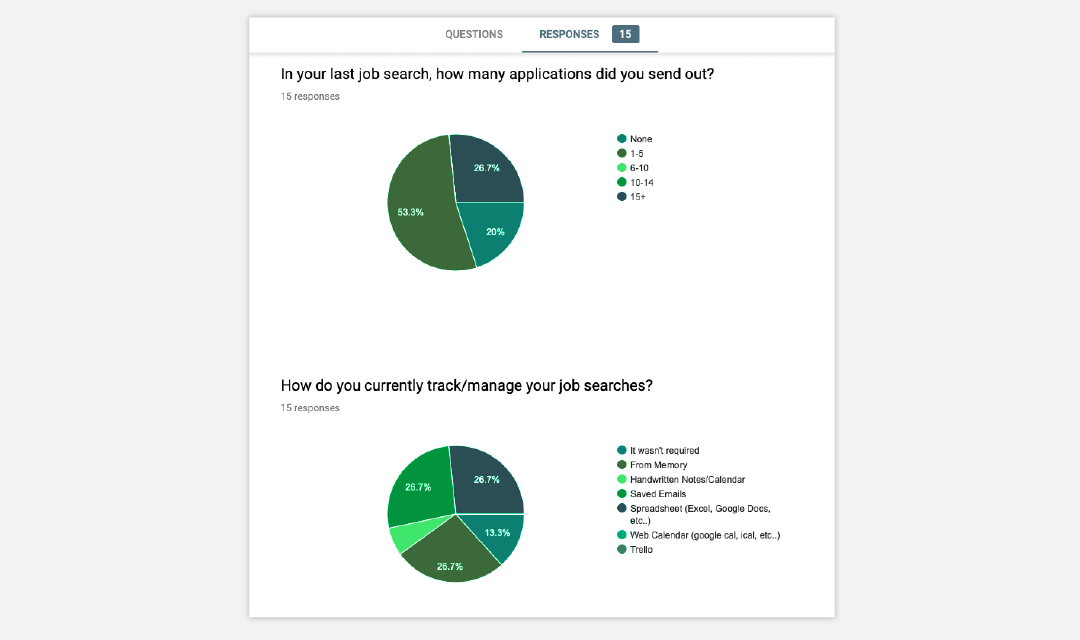 QUESTIONS RESPONSES 15
In your last job search, how many applications did you send out?
15 responses
26.7%
53.3%
20%
None
1-5
6-10
10-14
15+
How do you currently track/manage your job searches?
15 responses
26.7%
26.7%
13.3%
26.7%
It wasn't required
From Memory
Handwritten Notes/Calendar
Saved Emails
Spreadsheet (Excel, Google Docs,
etc..)
Web Calendar (google cal, ical, etc..)
Trello